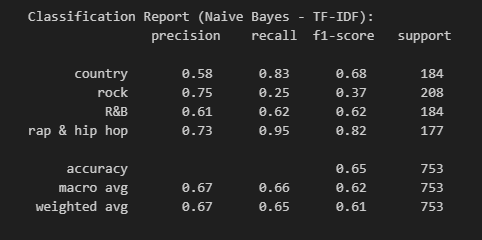 Classification Report (Naive Bayes - TF-IDF):
precision recall f1-score support
country 0.58 0.83 0.68 184
rock 0.75 0.25 0.37 208
R&B 0.61 0.62 0.62 184
rap & hip hop 0.73 0.95 0.82 177
accuracy 0.65 753
macro avg 0.67 0.66 0.62 753
weighted avg 0.67 0.65 0.61 753